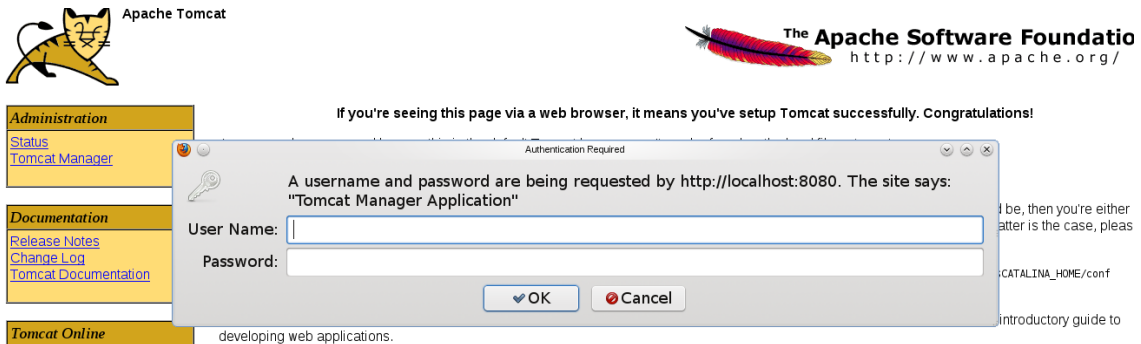 Apache Tomcat
The Apache Software Foundatio
http://www.apache.org/
If you're seeing this page via a web browser, it means you've setup Tomcat successfully. Congratulations!
Administration
Status
Tomcat Manager
Authentication Required
A username and password are being requested by http://localhost:8080. The site says:
"Tomcat Manager Application"
User Name:
Password:
OK
Cancel
Documentation
Release Notes
Change Log
Tomcat Documentation
d be, then you're either
atter is the case, pleas
CATALINA_HOME/conf
introductory guide to
developing web applications.
Tomcat Online